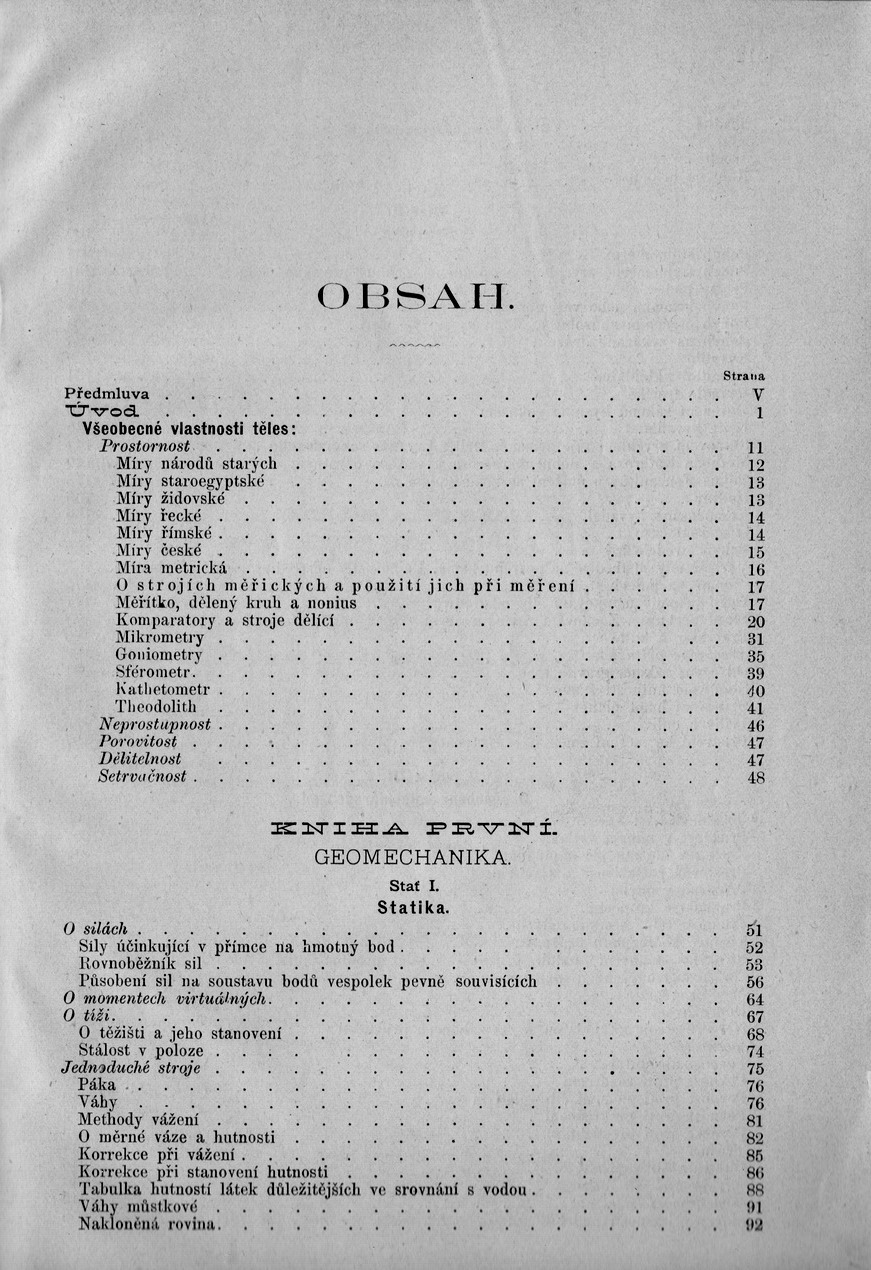 OBSAH.
Strana
Předmluva . . . . . . . . . . . . . . . . . . . . . . V
Úvod . . . . . . . . . . . . . . . . . . . . . . 1
Všeobecné vlastnosti těles:
Prostornost . . . . . . . . . . . . . . . . . . . . 11
Míry národů starých . . . . . . . . . . . . . . . . . 12
Míry staroegyptské . . . . . . . . . . . . . . . . . 13
Míry židovské . . . . . . . . . . . . . . . . . . . 13
Míry řecké . . . . . . . . . . . . . . . . . . . . 14
Míry římské . . . . . . . . . . . . . . . . . . . . 14
Míry české . . . . . . . . . . . . . . . . . . . . 15
Míra metrická . . . . . . . . . . . . . . . . . . . 16
O strojích měřických a použití jich při měření . . . . . . 17
Měřítko, dělený kruh a nonius . . . . . . . . . . . . . . 17
Komparatory a stroje dělící . . . . . . . . . . . . . . . 20
Mikrometry . . . . . . . . . . . . . . . . . . . . 31
Goniometry . . . . . . . . . . . . . . . . . . . . 35
Sférometr . . . . . . . . . . . . . . . . . . . . . 39
Kathetometr . . . . . . . . . . . . . . . . . . . . 40
Theodolith . . . . . . . . . . . . . . . . . . . . 41
Neprostupnost . . . . . . . . . . . . . . . . . . . . 46
Porovitost . . . . . . . . . . . . . . . . . . . . . 47
Dělitelnost . . . . . . . . . . . . . . . . . . . . 47
Setrvačnost . . . . . . . . . . . . . . . . . . . . . 48
KNIHA PRVNÍ.
GEOMECHANIKA.
Stať I.
Statika.
O silách . . . . . . . . . . . . . . . . . . . . . . . 51
Síly účinkující v přímce na hmotný bod . . . . . . . . . . . . 52
Rovnoběžník sil . . . . . . . . . . . . . . . . . . . . 53
Působení sil na soustavu bodů vespolek pevně souvisících . . . . . . . 56
O momentech virtuálných . . . . . . . . . . . . . . . . . . 64
O tíži . . . . . . . . . . . . . . . . . . . . . . . . 67
O těžišti a jeho stanovení . . . . . . . . . . . . . . . . . 68
Stálost v poloze . . . . . . . . . . . . . . . . . . . . 74
Jednoduché stroje . . . . . . . . . . . . . . . . . . . . 75
Páka . . . . . . . . . . . . . . . . . . . . . . . 76
Váhy . . . . . . . . . . . . . . . . . . . . . . . 76
Methody vážení . . . . . . . . . . . . . . . . . . . . 81
O měrné váze a hutnosti . . . . . . . . . . . . . . . . . 82
Korrekce při vážení . . . . . . . . . . . . . . . . . . . 85
Korrekce při stanovení hutnosti . . . . . . . . . . . . . . . 86
Tabulka hutností látek důležitějších ve srovnání s vodou . . . . . . . . 88
Váhy můstkové . . . . . . . . . . . . . . . . . . . . 91
Nakloněná rovina . . . . . . . . . . . . . . . . . . . . 92